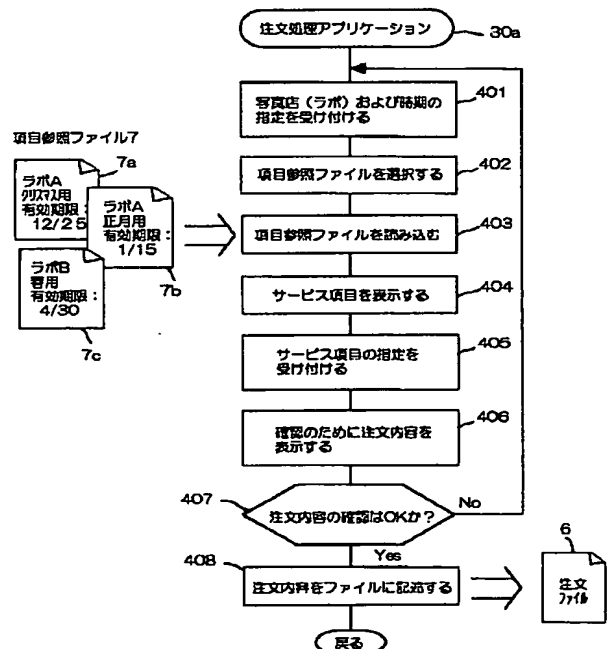 注文処理アプリケーション
30a
写真店（ラボ）および時期の
指定を受け付ける
401
項目参照ファイル7
7a
ラボA
クリスマス用
有効期限：
12/25
ラボA
正月用
有効期限：
1/15
7b
ラボB
春用
有効期限：
4/30
7c
項目参照ファイルを選択する
402
項目参照ファイルを読み込む
403
サービス項目を表示する
404
サービス項目の指定を
受け付ける
405
確認のために注文内容を
表示する
406
407
注文内容の確認はOKか？
No
Yes
408
注文内容をファイルに記述する
6
注文
ファイル
戻る